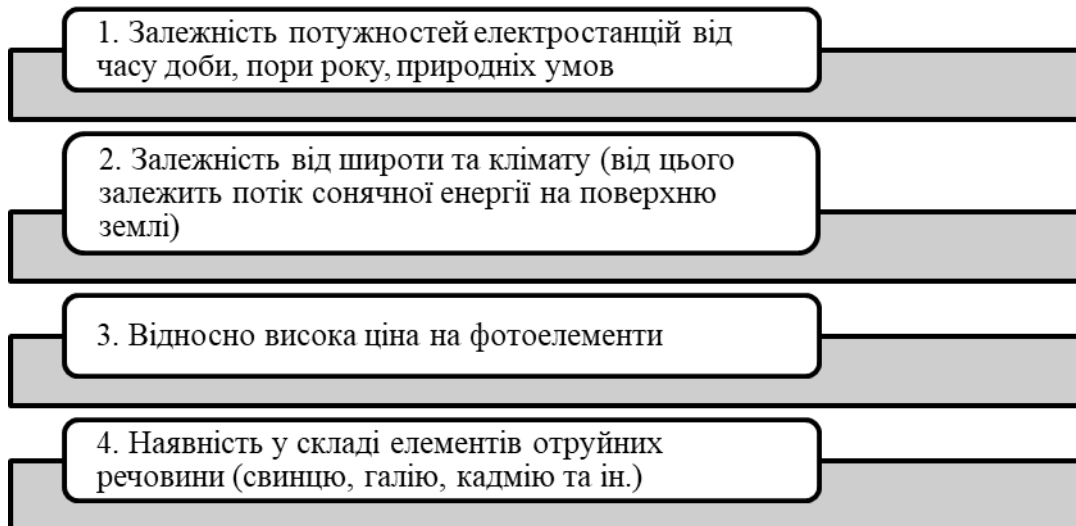 1. Залежність потужностей електростанцій від
часу доби, пори року, природніх умов
2. Залежність від широти та клімату (від цього
залежить потік сонячної енергії на поверхню
землі)
3. Відносно висока ціна на фотоелементи
4. Наявність у складі елементів отруйних
речовини (свинцю, галію, кадмію та ін.)